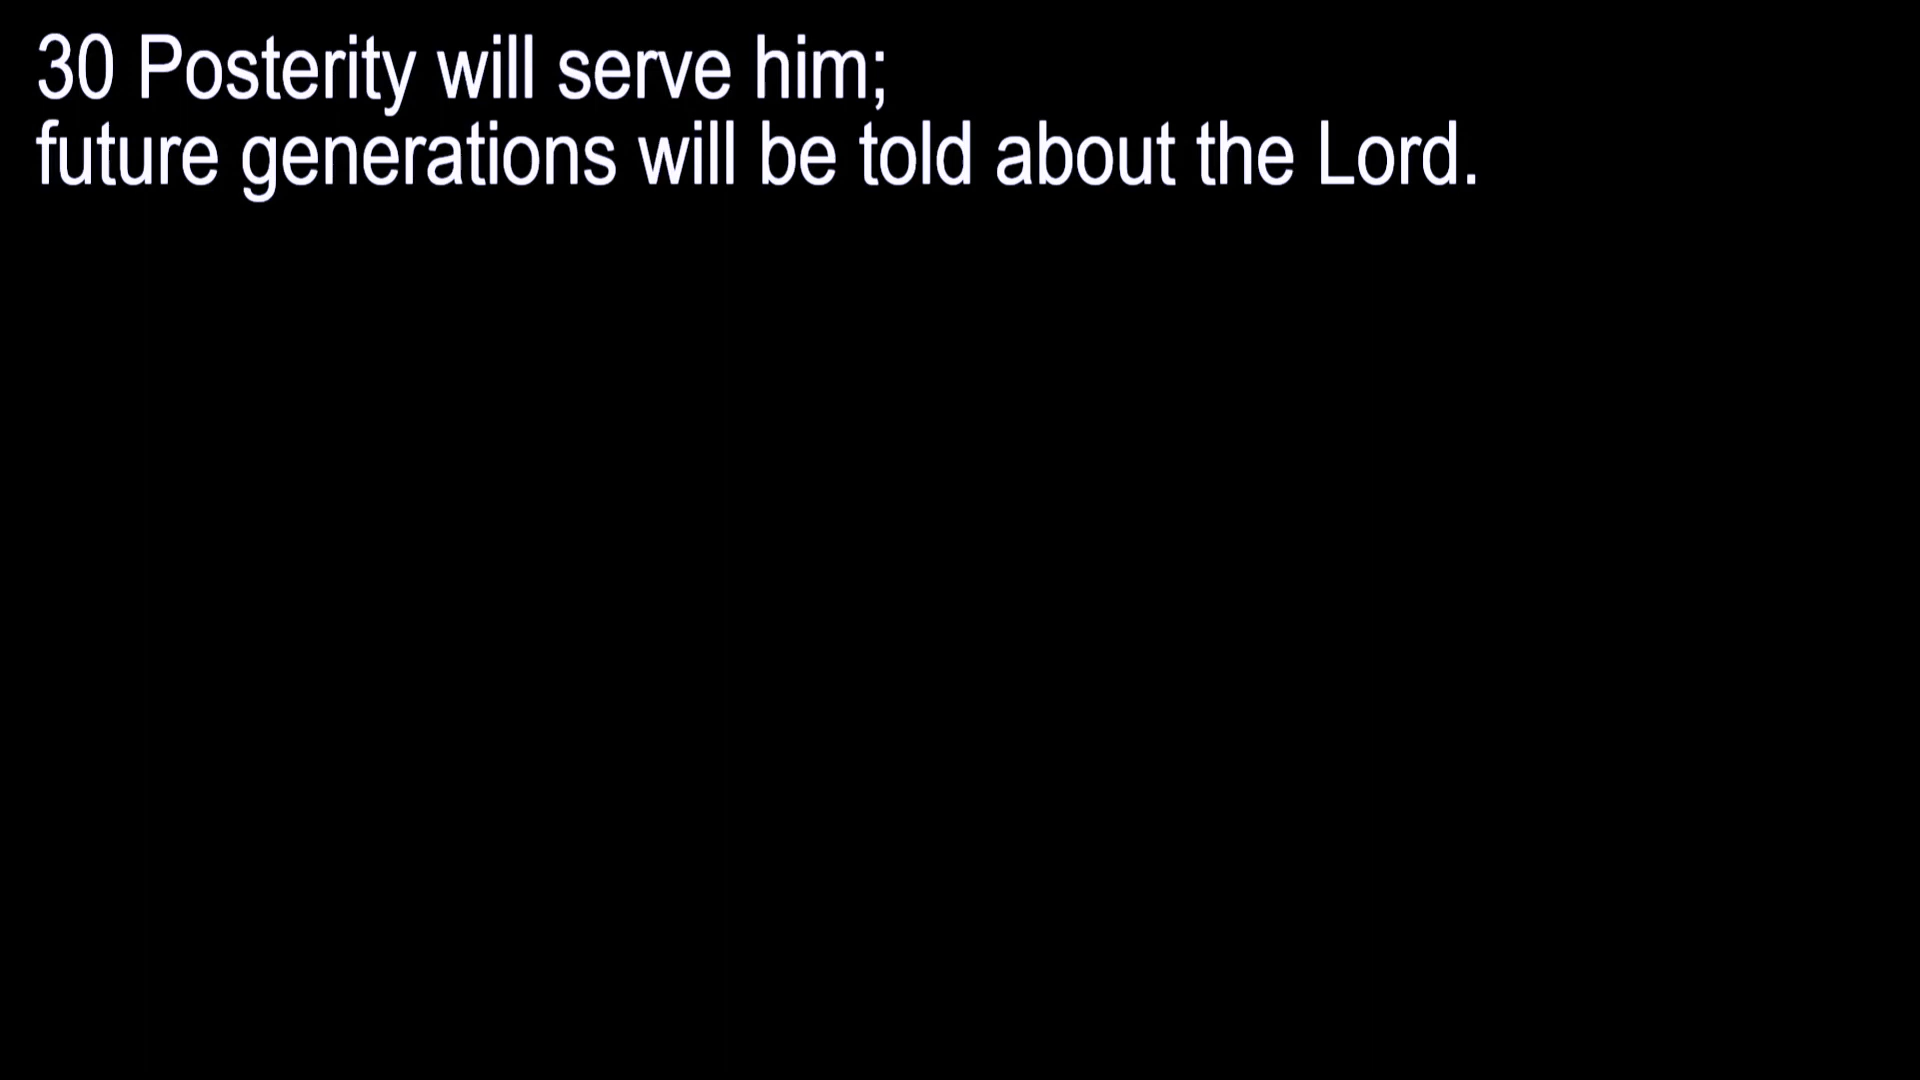 30 Posterity will serve him;
future generations will be told about the Lord.